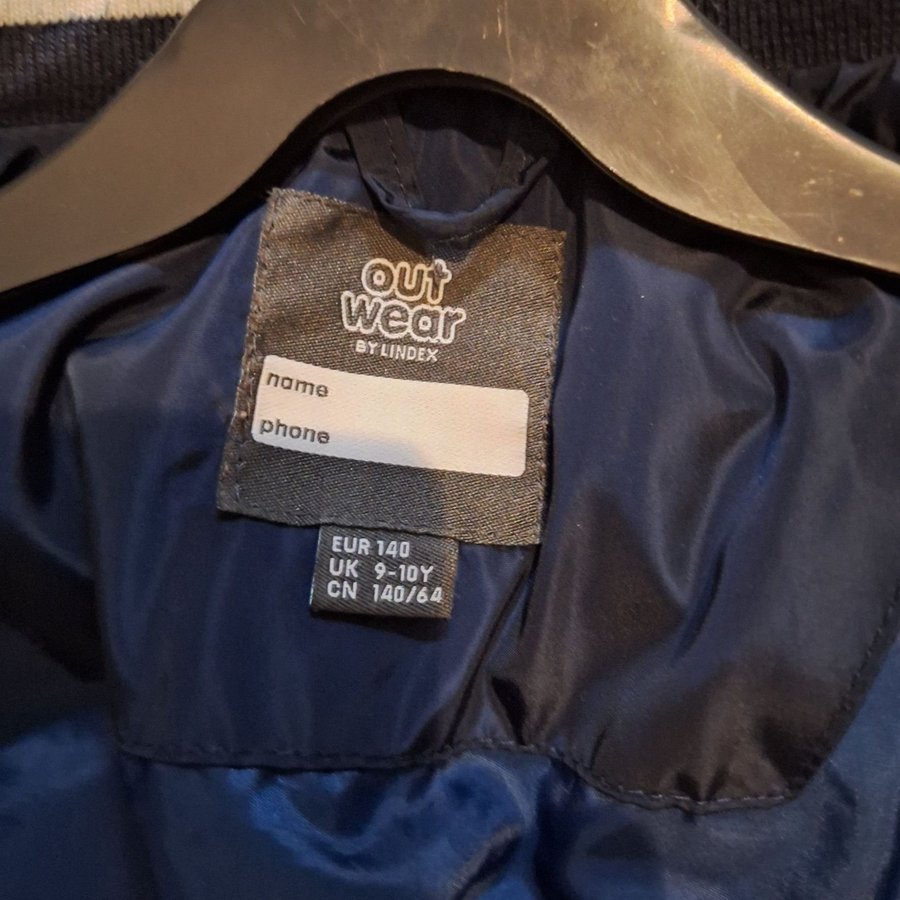 out
wear
BY LINDEX
name
phone
EUR 140
UK 9-10Y
CN 140/64